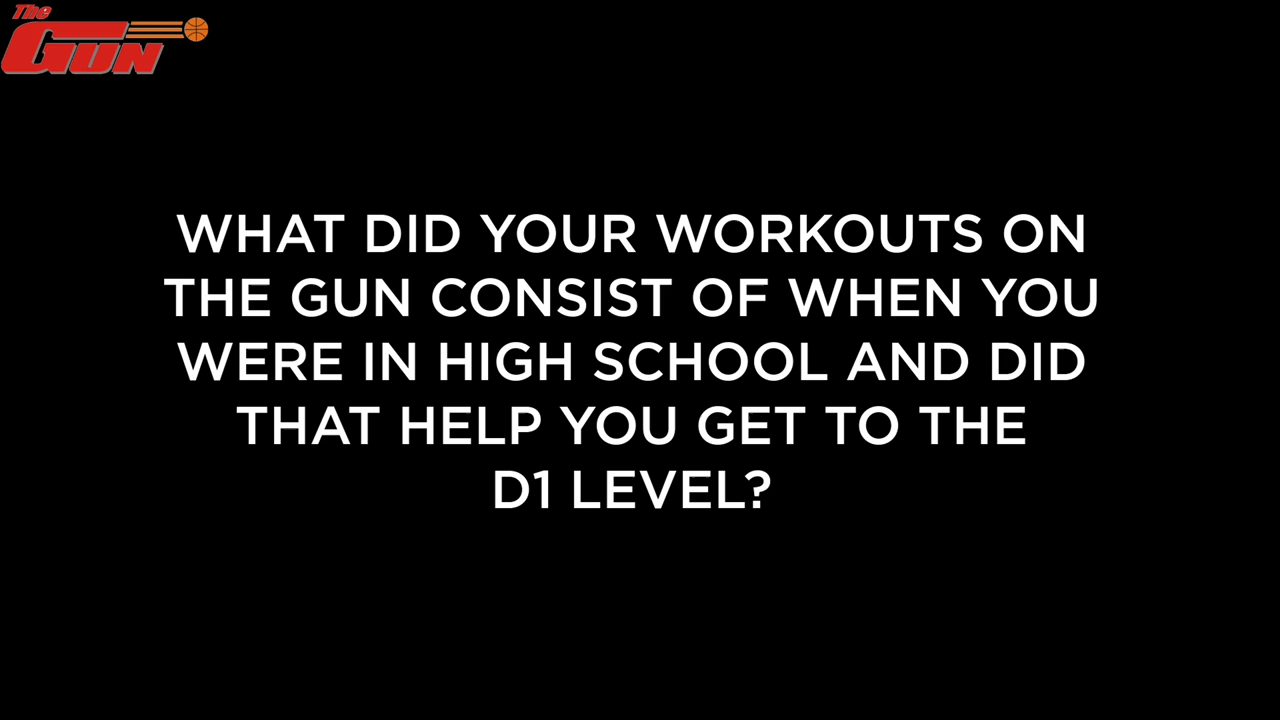 The
GUN
WHAT DID YOUR WORKOUTS ON
THE GUN CONSIST OF WHEN YOU
WERE IN HIGH SCHOOL AND DID
THAT HELP YOU GET TO THE
D1 LEVEL?